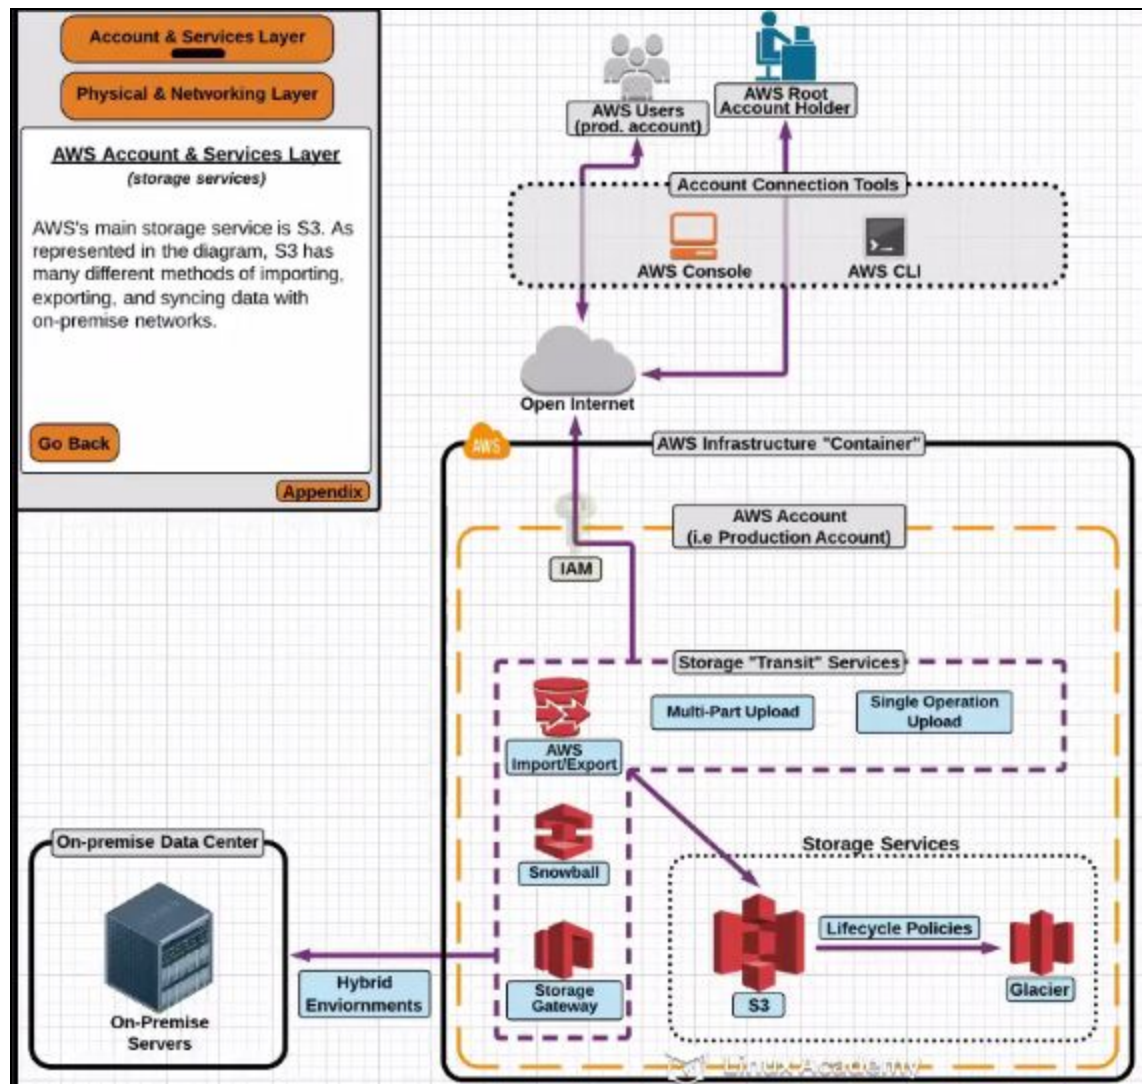 Account & Services Layer
Physical & Networking Layer
AWS Account & Services Layer
(storage services)
AWS's main storage service is S3. As
represented in the diagram, S3 has
many different methods of importing,
exporting, and syncing data with
on-premise networks.
Go Back
Appendix
AWS Users
(prod. account)
AWS Root
Account Holder
Account Connection Tools
AWS Console
>_
AWS CLI
Open Internet
AWS
AWS Infrastructure "Container"
AWS Account
(i.e Production Account)
IAM
Storage "Transit" Services
AWS
Import/Export
Multi-Part Upload
Single Operation
Upload
Snowball
Storage
Gateway
On-premise Data Center
On-Premise
Servers
Hybrid
Enviornments
Storage Services
S3
Lifecycle Policies
Glacier
Linux Academy